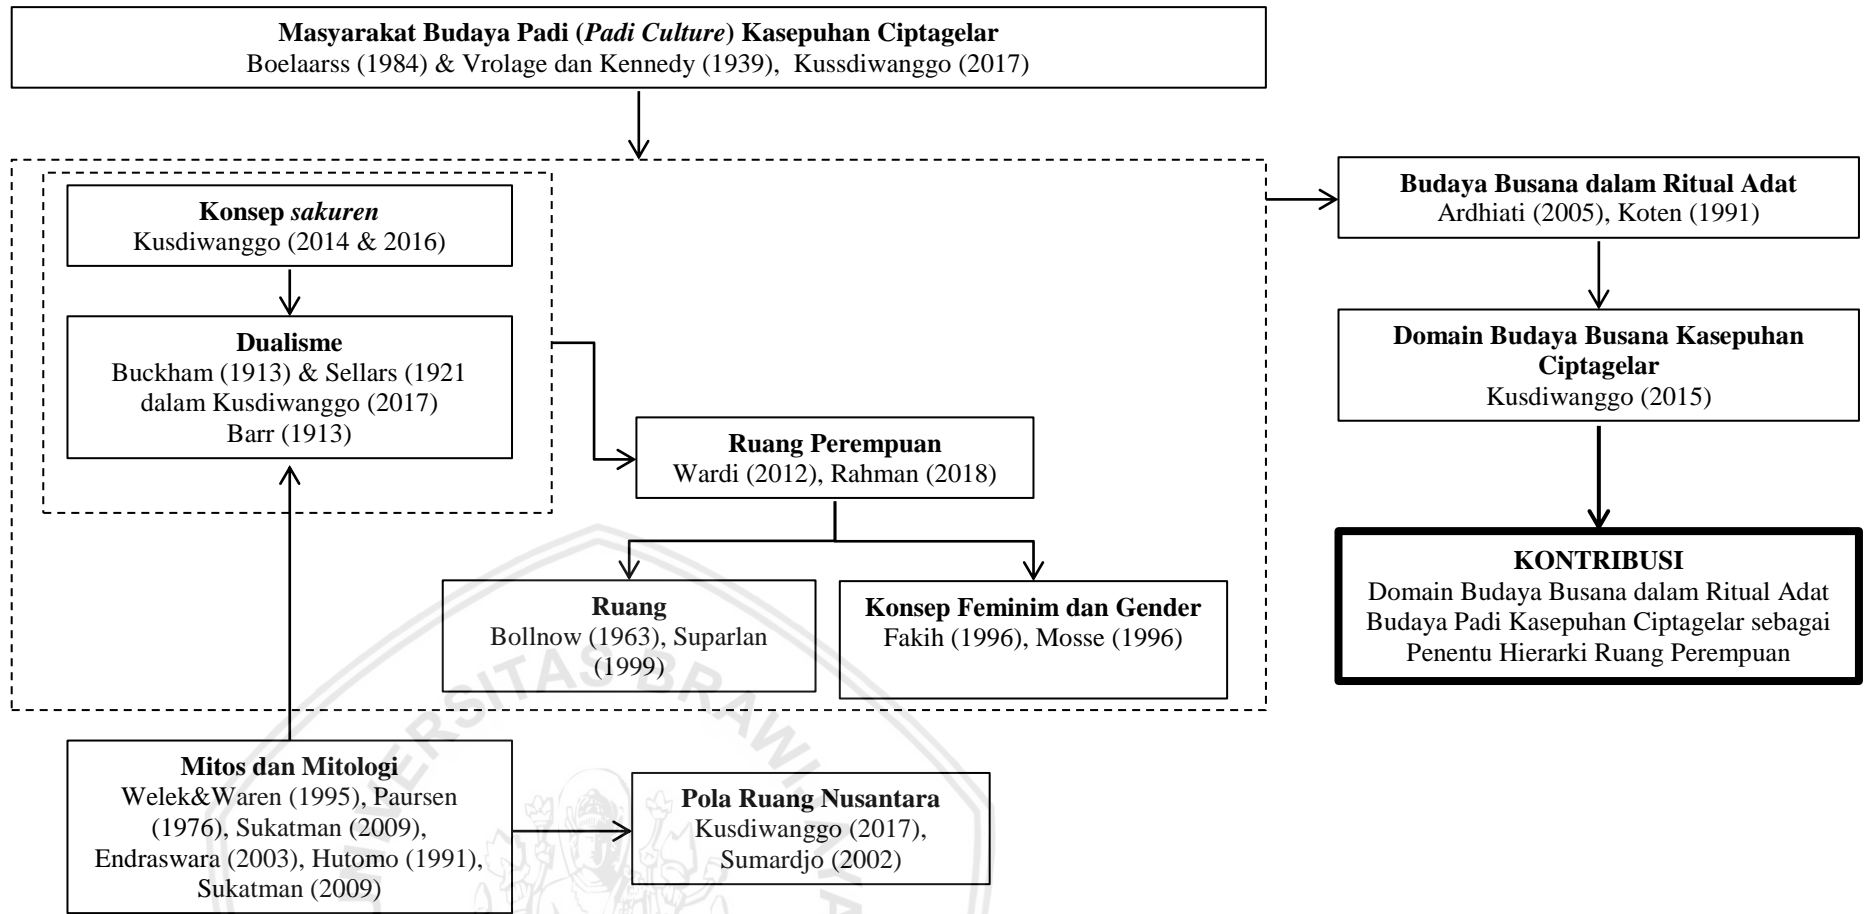 Masyarakat Budaya Padi (Padi Culture) Kasepuhan Ciptagelar
Boelaarss (1984) & Vrolage dan Kennedy (1939), Kussdiwanggo (2017)
Konsep sakuren
Kusdiwanggo (2014 & 2016)
Dualisme
Buckham (1913) & Sellars (1921
dalam Kusdiwanggo (2017)
Barr (1913)
Ruang Perempuan
Wardi (2012), Rahman (2018)
Ruang
Bollnow (1963), Suparlan
(1999)
Konsep Feminim dan Gender
Fakih (1996), Mosse (1996)
Mitos dan Mitologi
Welek&Waren (1995), Paursen
(1976), Sukatman (2009),
Endraswara (2003), Hutomo (1991),
Sukatman (2009)
Pola Ruang Nusantara
Kusdiwanggo (2017),
Sumardjo (2002)
Budaya Busana dalam Ritual Adat
Ardhiati (2005), Koten (1991)
Domain Budaya Busana Kasepuhan
Ciptagelar
Kusdiwanggo (2015)
KONTRIBUSI
Domain Budaya Busana dalam Ritual Adat
Budaya Padi Kasepuhan Ciptagelar sebagai
Penentu Hierarki Ruang Perempuan